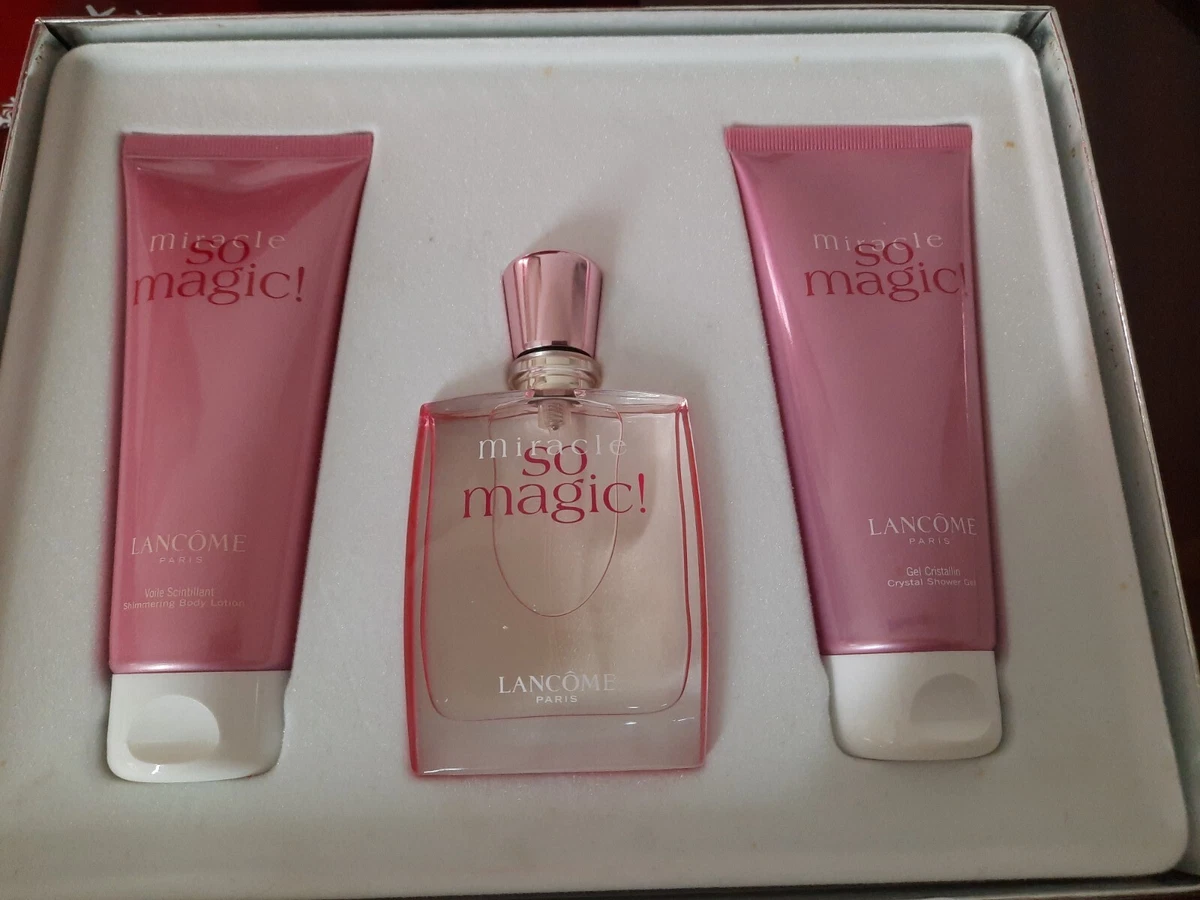 miracle
so
magic!
LANCÔME
PARIS
Voile Scintillant
Shimmering Body Lotion
miracle
so
magic!
LANCÔME
PARIS
miracle
so
magic!
LANCÔME
PARIS
Gel Cristallin
Crystal Shower Gel